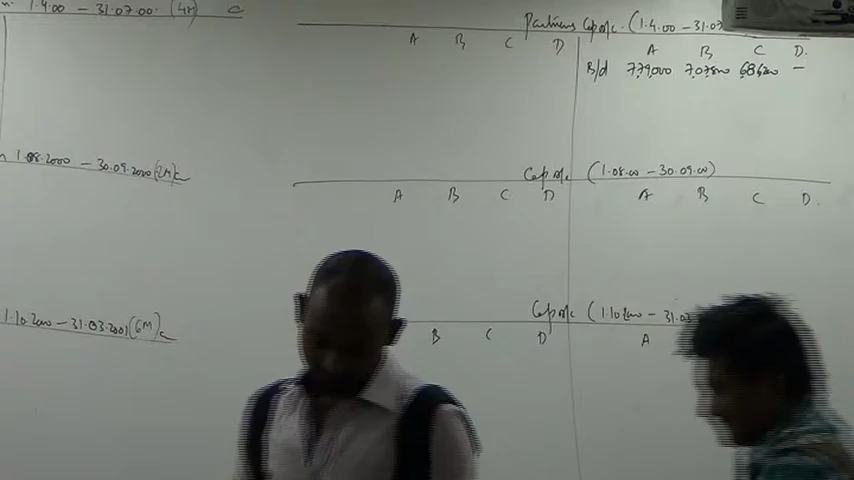 1.4.00 - 31.07.00. (4M) C
Partners Cap a/c. (1.4.00 - 31.07
A B C D A B C D.
B/d 7,79,000 7,07,800 6,86,200 -
1.08.2000 - 30.09.2000 (2M) C
Cap a/c (1.08.00 - 30.09.00)
A B C D A B C D.
1.10.2000 - 31.03.2001 (6M) C
Cap a/c (1.10.2000 - 31.03
B C D A